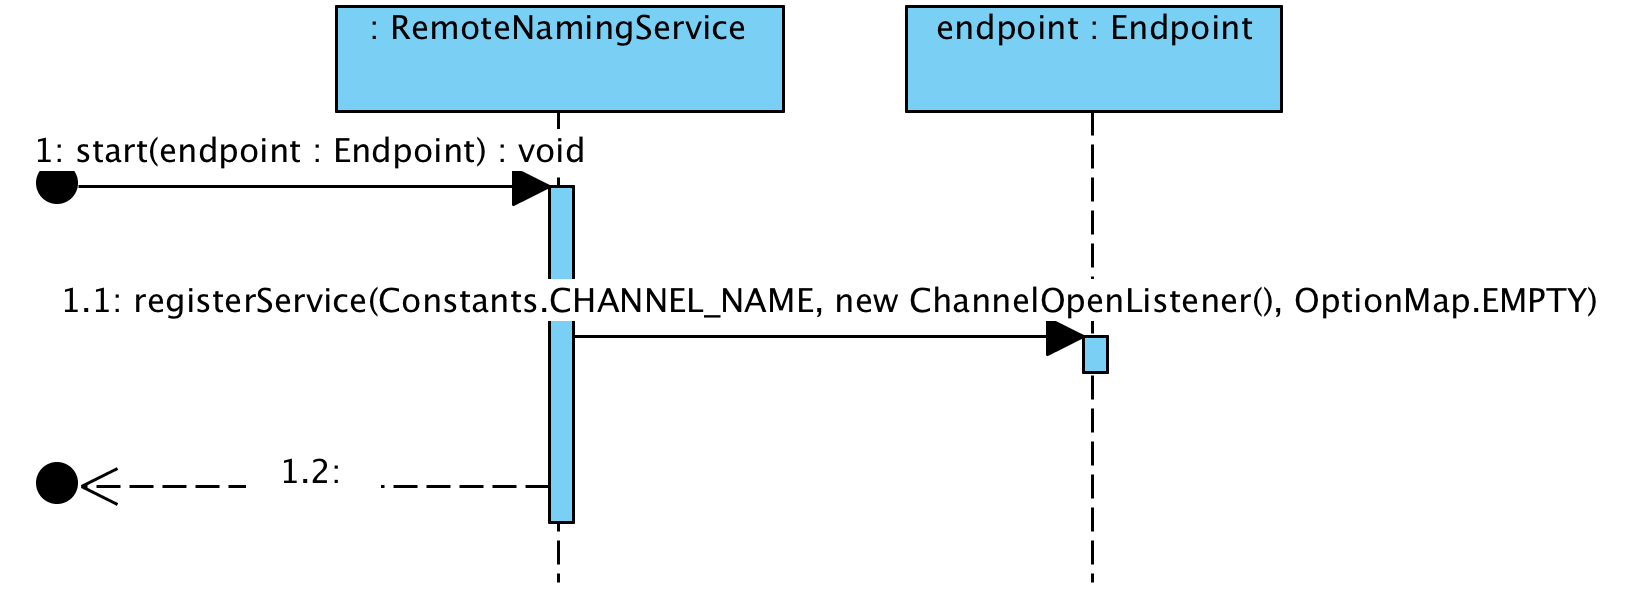 : RemoteNamingService
endpoint : Endpoint
1: start(endpoint : Endpoint) : void
1.1: registerService(Constants.CHANNEL_NAME, new ChannelOpenListener(), OptionMap.EMPTY)
1.2: